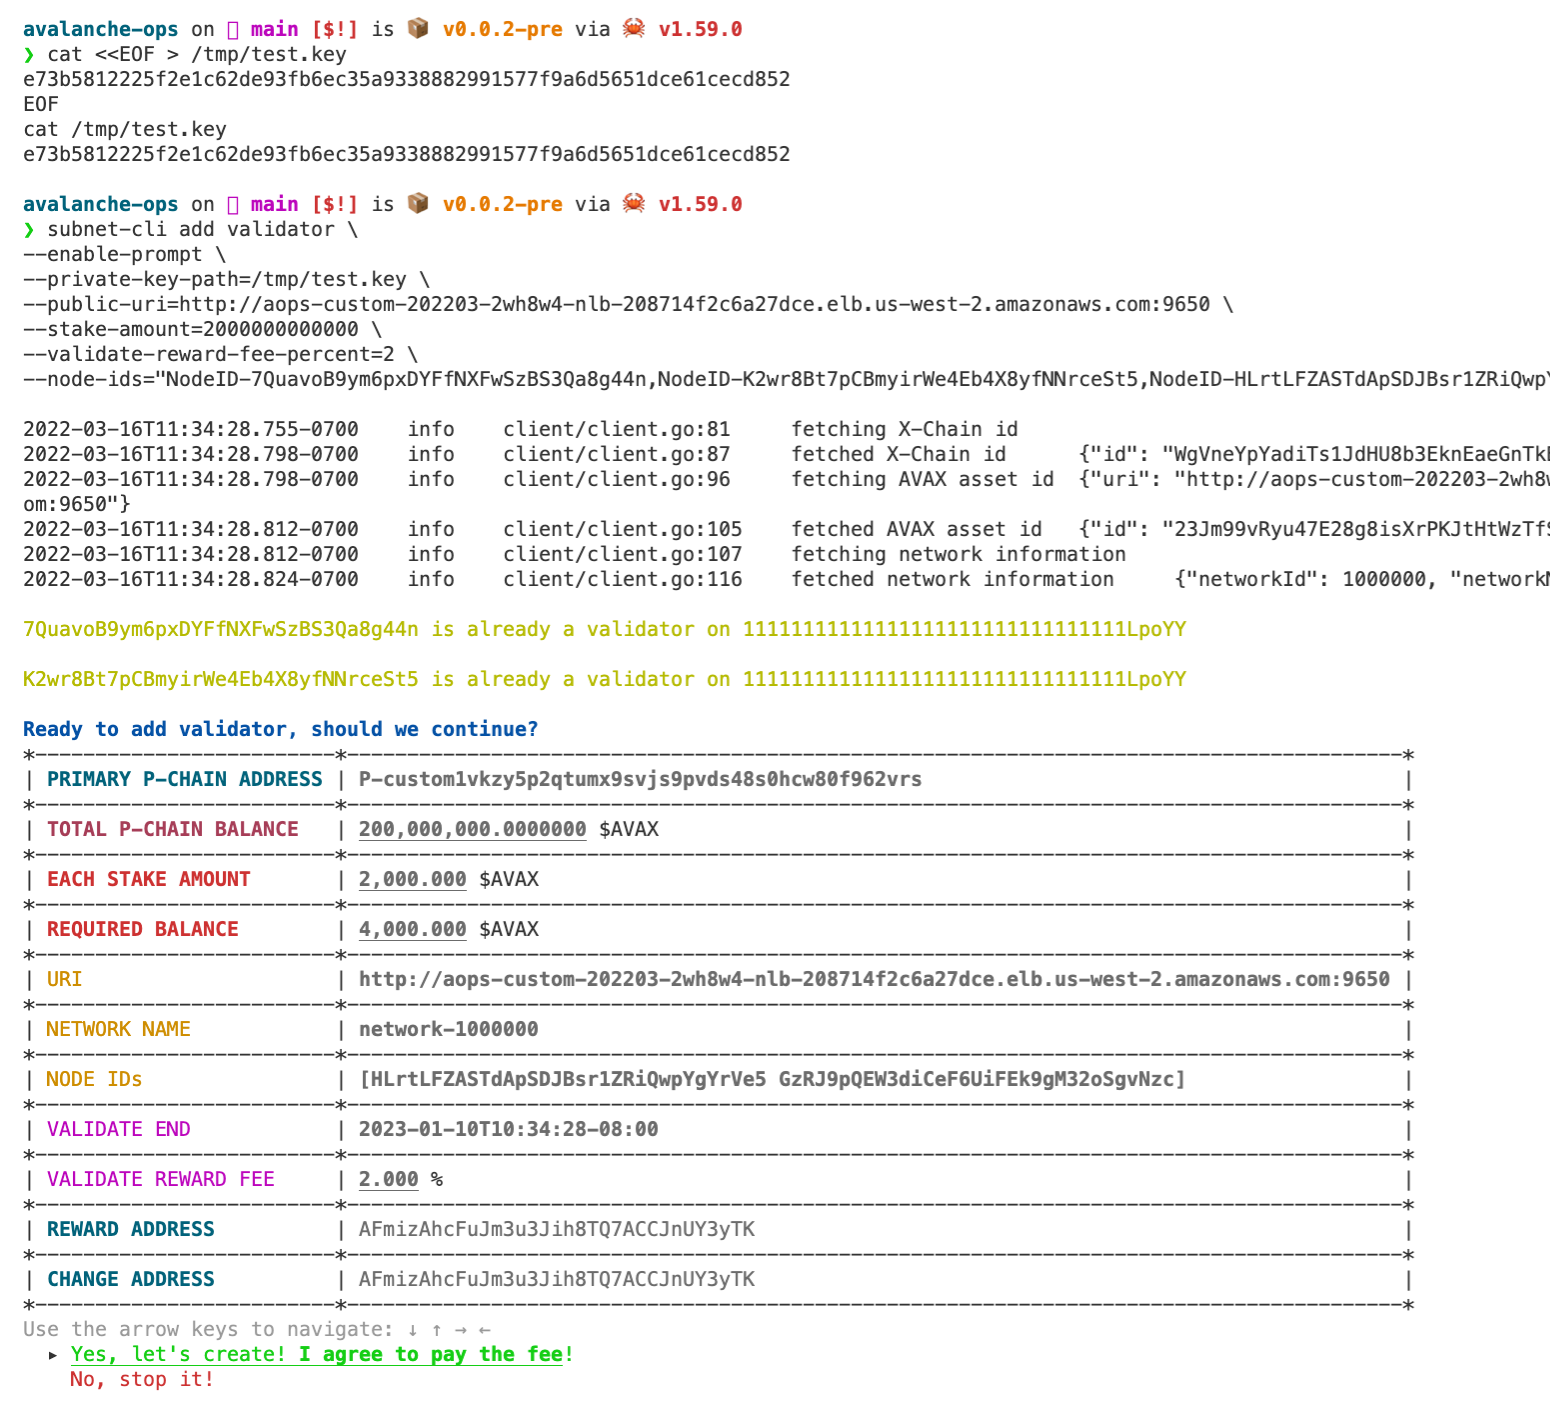 avalanche-ops on main [$!] is 📦 v0.0.2-pre via 🦀 v1.59.0
❯ cat <<EOF > /tmp/test.key
e73b5812225f2e1c62de93fb6ec35a9338882991577f9a6d5651dce61cecd852
EOF
cat /tmp/test.key
e73b5812225f2e1c62de93fb6ec35a9338882991577f9a6d5651dce61cecd852
avalanche-ops on main [$!] is 📦 v0.0.2-pre via 🦀 v1.59.0
❯ subnet-cli add validator \
--enable-prompt \
--private-key-path=/tmp/test.key \
--public-uri=http://aops-custom-202203-2wh8w4-nlb-208714f2c6a27dce.elb.us-west-2.amazonaws.com:9650 \
--stake-amount=2000000000000 \
--validate-reward-fee-percent=2 \
--node-ids="NodeID-7QuavoB9ym6pxDYFfNXFwSzBS3Qa8g44n,NodeID-K2wr8Bt7pCBmyirWe4Eb4X8yfNNrceSt5,NodeID-HLrtLFZASTdApSDJBsr1ZRiQwpY
2022-03-16T11:34:28.755-0700 info client/client.go:81 fetching X-Chain id
2022-03-16T11:34:28.798-0700 info client/client.go:87 fetched X-Chain id {"id": "WgVneYpYadiTs1JdHU8b3EknEaeGnTkE
2022-03-16T11:34:28.798-0700 info client/client.go:96 fetching AVAX asset id {"uri": "http://aops-custom-202203-2wh8w
om:9650"}
2022-03-16T11:34:28.812-0700 info client/client.go:105 fetched AVAX asset id {"id": "23Jm99vRyu47E28g8isXrPKJtHtWzTfS
2022-03-16T11:34:28.812-0700 info client/client.go:107 fetching network information
2022-03-16T11:34:28.824-0700 info client/client.go:116 fetched network information {"networkId": 1000000, "networkN
7QuavoB9ym6pxDYFfNXFwSzBS3Qa8g44n is already a validator on 11111111111111111111111111111111LpoYY
K2wr8Bt7pCBmyirWe4Eb4X8yfNNrceSt5 is already a validator on 11111111111111111111111111111111LpoYY
Ready to add validator, should we continue?
| PRIMARY P-CHAIN ADDRESS | P-custom1vkzy5p2qtumx9svjs9pvds48s0hcw80f962vrs |
| TOTAL P-CHAIN BALANCE | 200,000,000.0000000 $AVAX |
| EACH STAKE AMOUNT | 2,000.000 $AVAX |
| REQUIRED BALANCE | 4,000.000 $AVAX |
| URI | http://aops-custom-202203-2wh8w4-nlb-208714f2c6a27dce.elb.us-west-2.amazonaws.com:9650 |
| NETWORK NAME | network-1000000 |
| NODE IDs | [HLrtLFZASTdApSDJBsr1ZRiQwpYgYrVe5 GzRJ9pQEW3diCeF6UiFEk9gM32oSgvNzc] |
| VALIDATE END | 2023-01-10T10:34:28-08:00 |
| VALIDATE REWARD FEE | 2.000 % |
| REWARD ADDRESS | AFmizAhcFuJm3u3Jih8TQ7ACCJnUY3yTK |
| CHANGE ADDRESS | AFmizAhcFuJm3u3Jih8TQ7ACCJnUY3yTK |
Use the arrow keys to navigate: ↓ ↑ → ←
▸ Yes, let's create! I agree to pay the fee!
No, stop it!